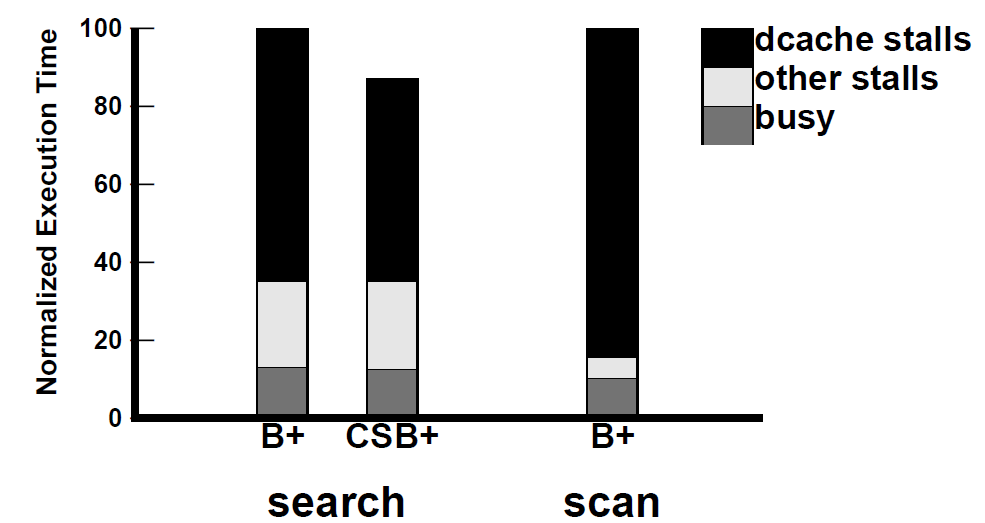 Normalized Execution Time
100
80
60
40
20
0
dcache stalls
other stalls
busy
B+ CSB+ B+
search scan